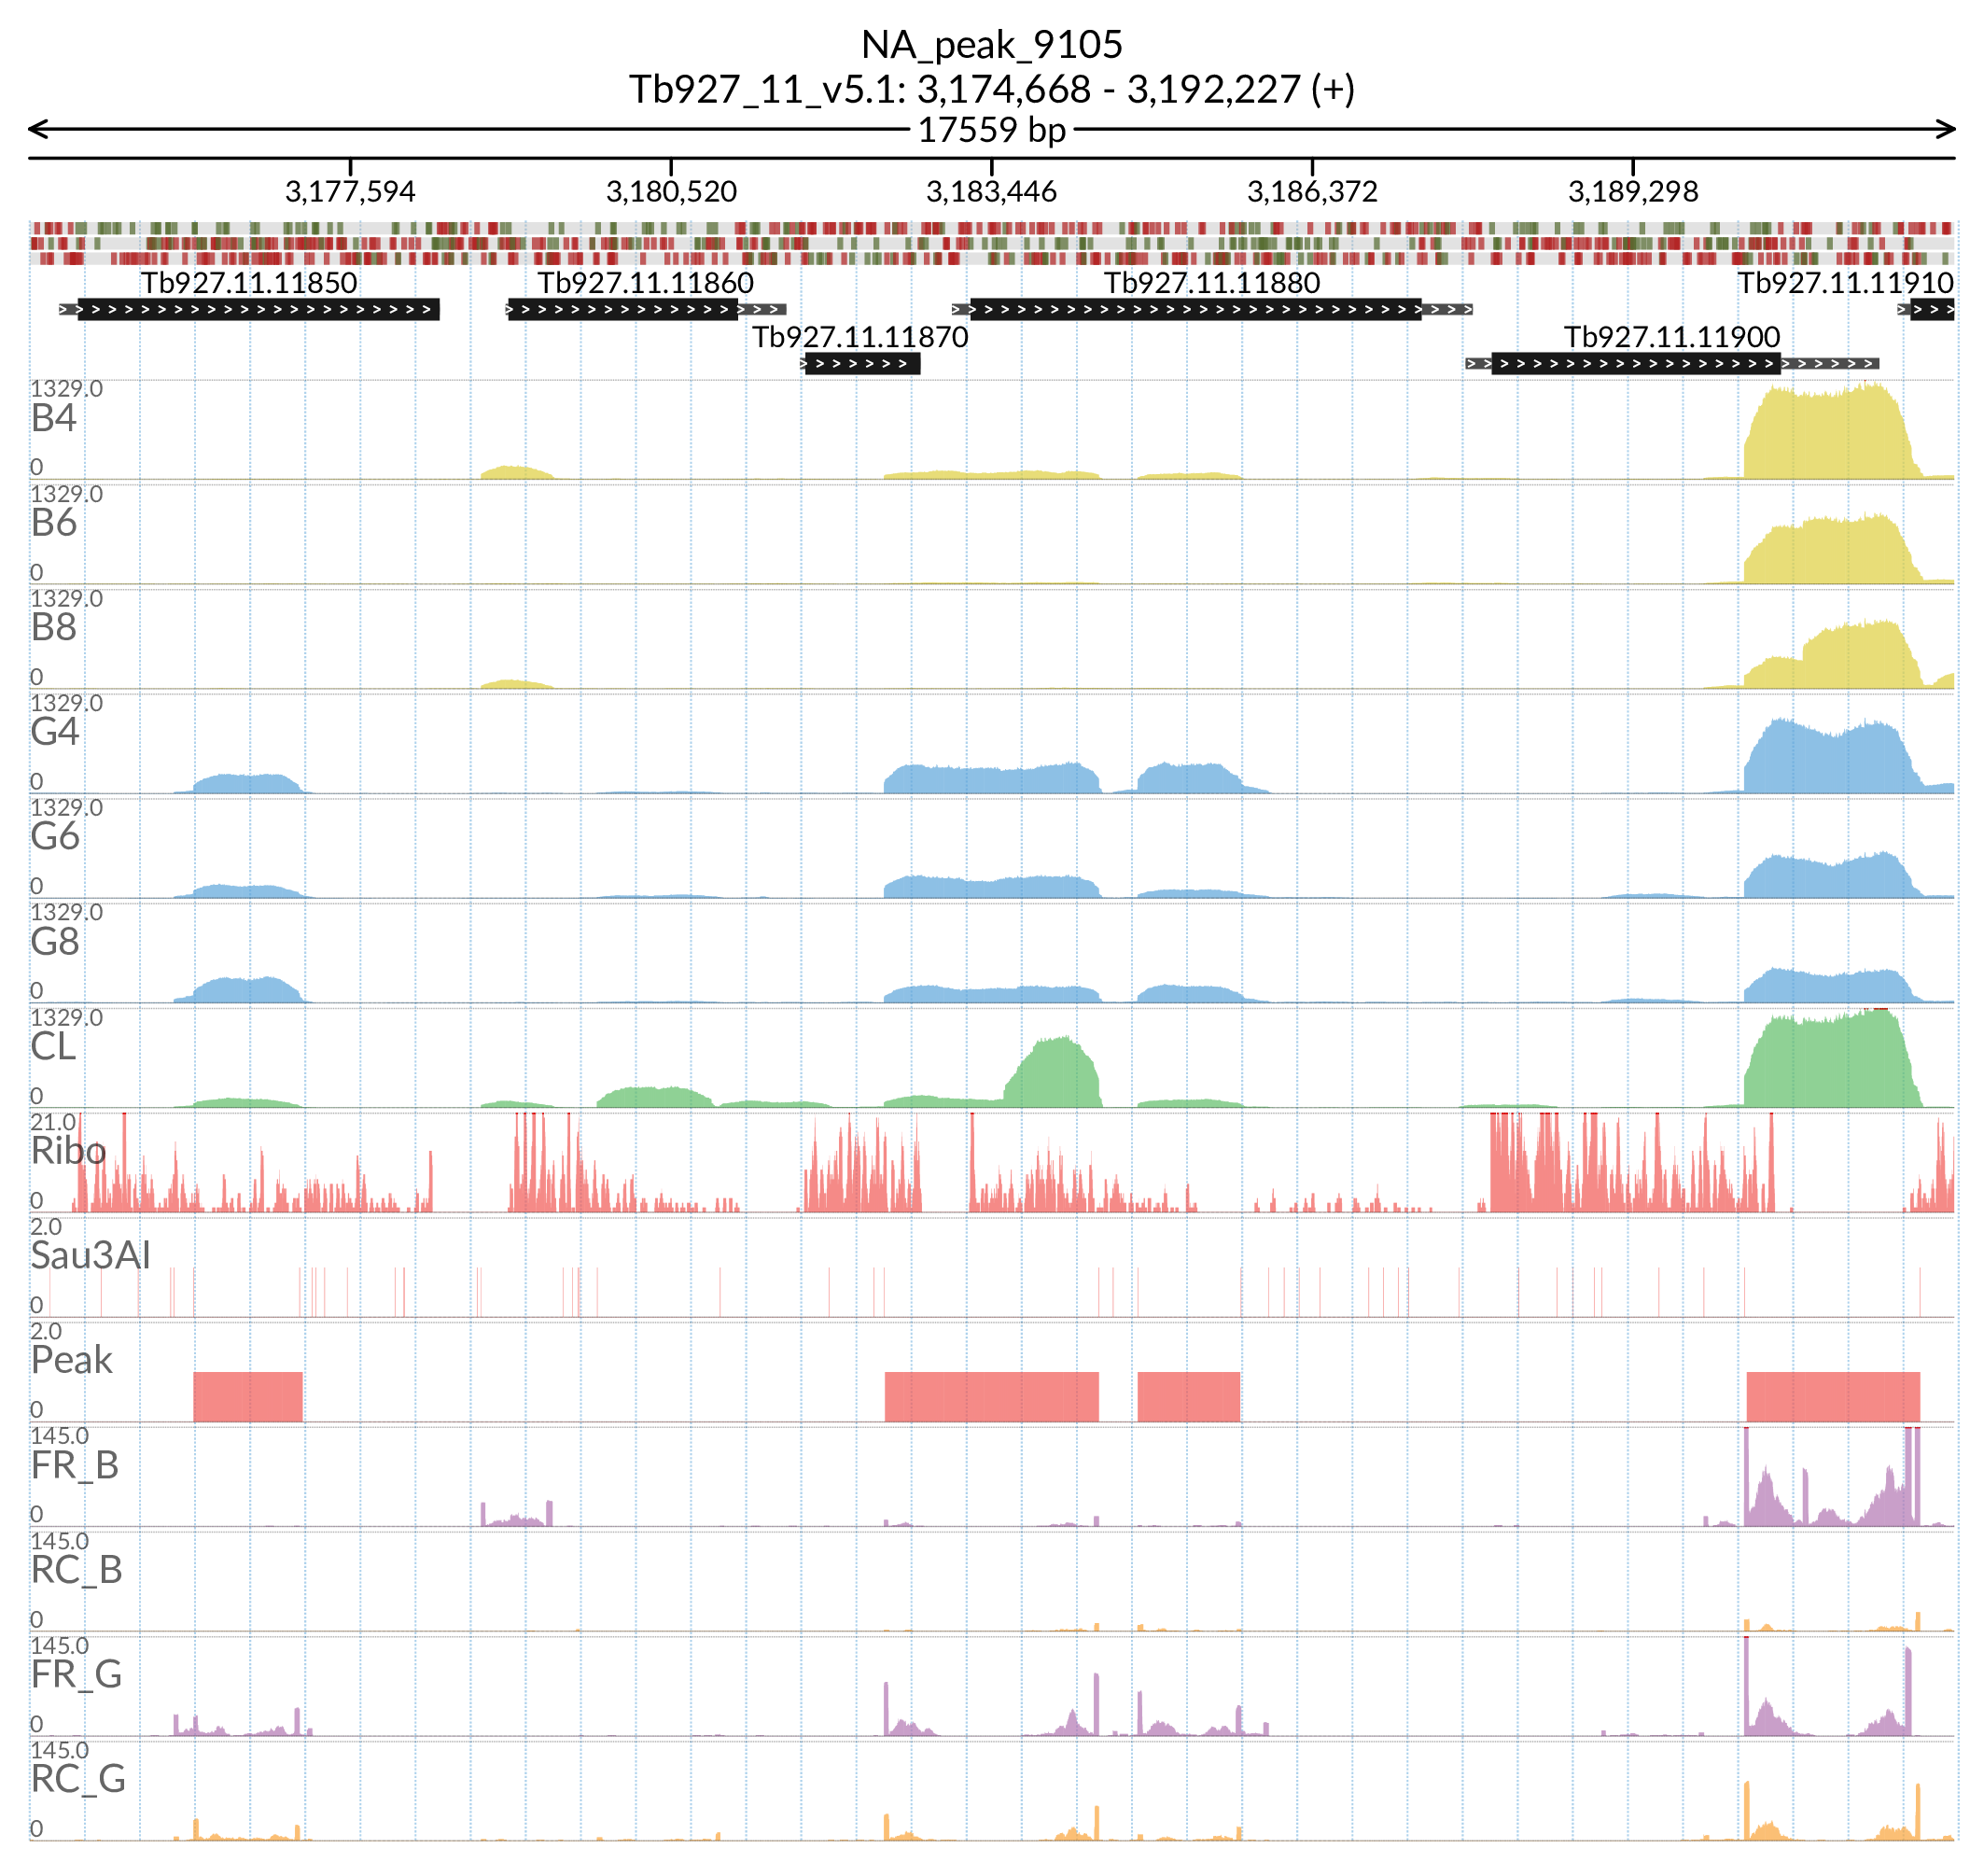 NA_peak_9105
Tb927_11_v5.1: 3,174,668 - 3,192,227 (+)
17559 bp
3,177,594 3,180,520 3,183,446 3,186,372 3,189,298
Tb927.11.11850 Tb927.11.11860 Tb927.11.11880 Tb927.11.11910
Tb927.11.11870 Tb927.11.11900
1329.0
B4
0
1329.0
B6
0
1329.0
B8
0
1329.0
G4
0
1329.0
G6
0
1329.0
G8
0
1329.0
CL
0
21.0
Ribo
0
2.0
Sau3AI
0
2.0
Peak
0
145.0
FR_B
0
145.0
RC_B
0
145.0
FR_G
0
145.0
RC_G
0